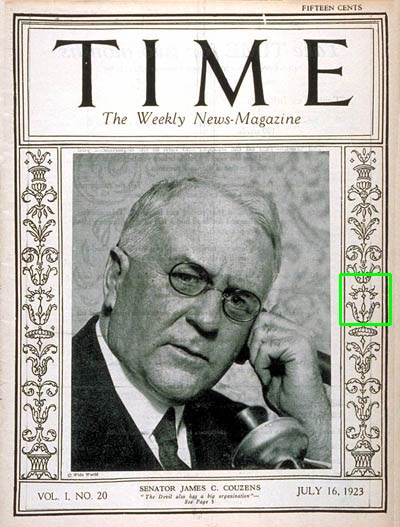 FIFTEEN CENTS
TIME
The Weekly News-Magazine
© Wide World
SENATOR JAMES C. COUZENS
"The Devil also has a big organization"—
See Page 5
VOL. I, NO. 20
JULY 16, 1923